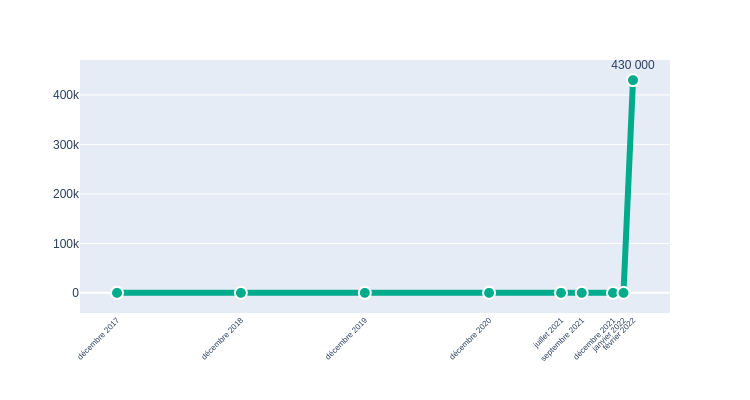 430 000
400k
300k
200k
100k
0
décembre 2017
décembre 2018
décembre 2019
décembre 2020
juillet 2021
septembre 2021
décembre 2021
janvier 2022
février 2022